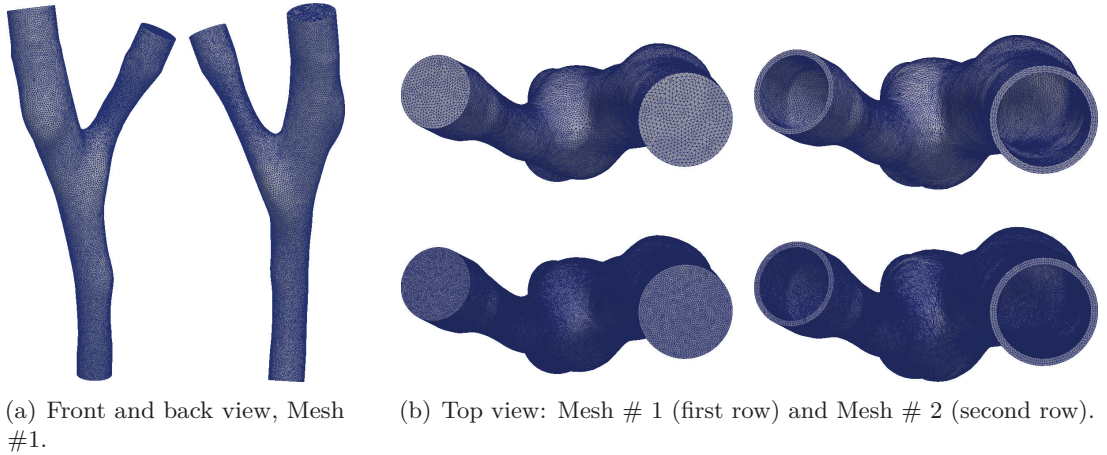 (a) Front and back view, Mesh
#1.
(b) Top view: Mesh # 1 (first row) and Mesh # 2 (second row).